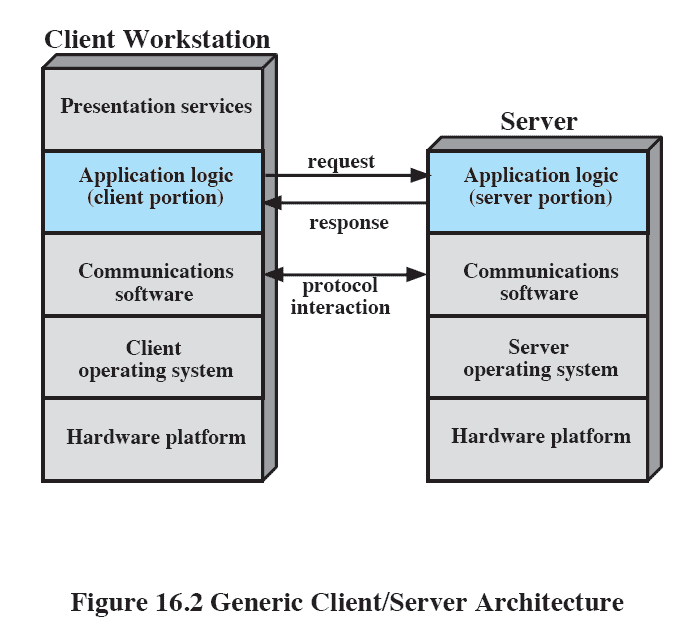 Client Workstation
Presentation services
Application logic
(client portion)
Communications
software
Client
operating system
Hardware platform
request
response
protocol
interaction
Server
Application logic
(server portion)
Communications
software
Server
operating system
Hardware platform
Figure 16.2 Generic Client/Server Architecture